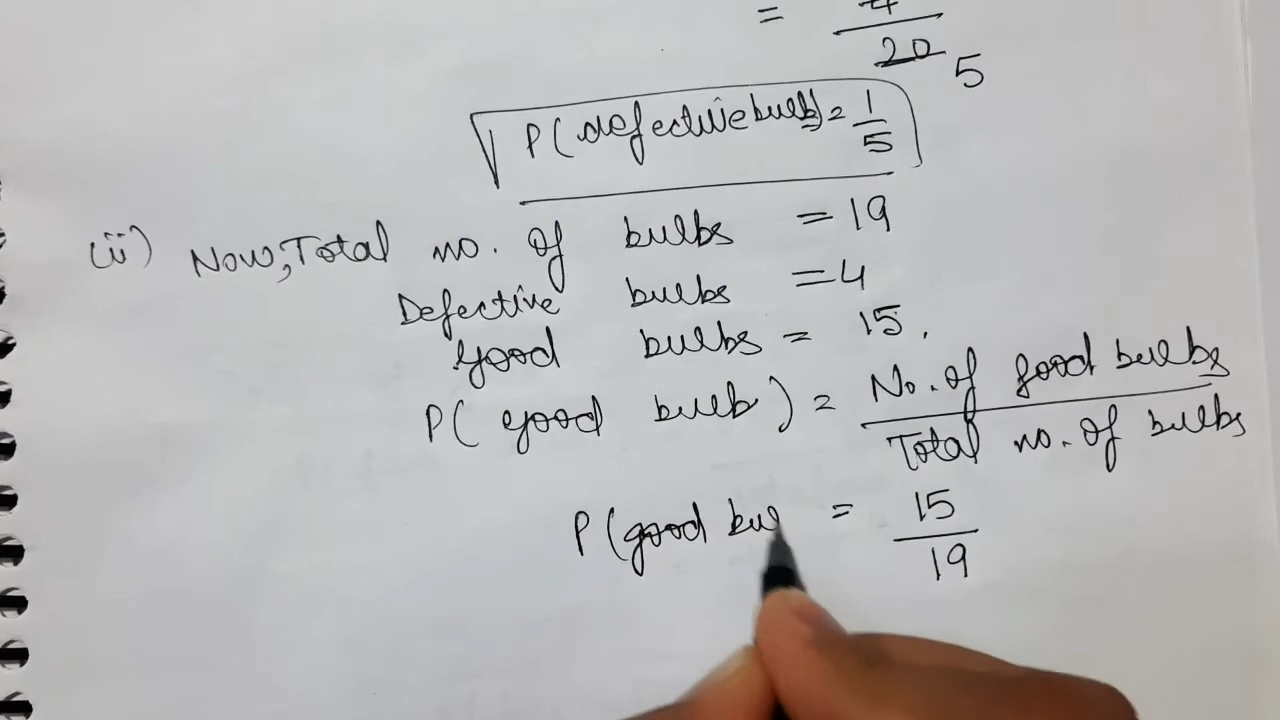 = 4/20 5
P(defective bulb) = 1/5
(ii) Now, Total no. of bulbs = 19
Defective bulbs = 4
good bulbs = 15.
P( good bulb ) = No. of good bulbs / Total no. of bulbs
P(good bu = 15/19